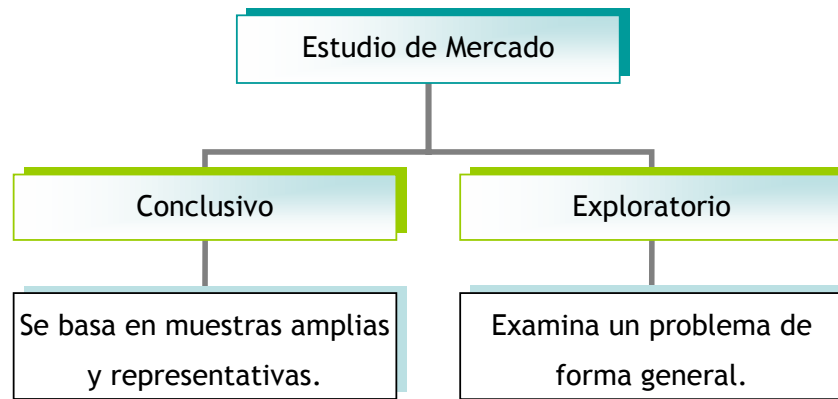 Estudio de Mercado
Conclusivo
Exploratorio
Se basa en muestras amplias
y representativas.
Examina un problema de
forma general.